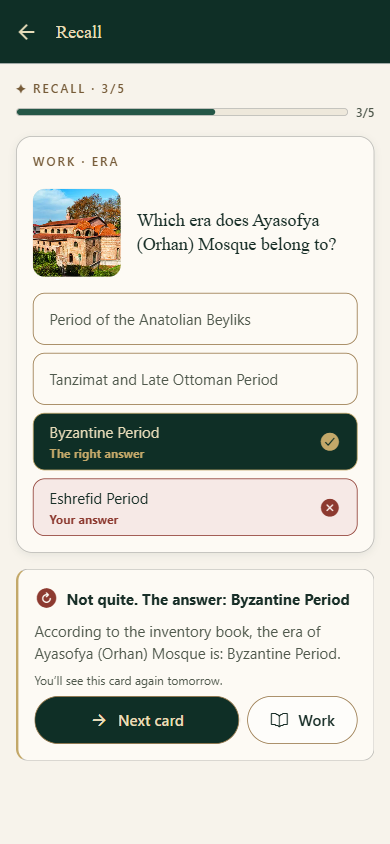 Recall
RECALL · 3/5
3/5
WORK · ERA
Which era does Ayasofya
(Orhan) Mosque belong to?
Period of the Anatolian Beyliks
Tanzimat and Late Ottoman Period
Byzantine Period
The right answer
Eshrefid Period
Your answer
Not quite. The answer: Byzantine Period
According to the inventory book, the era of
Ayasofya (Orhan) Mosque is: Byzantine Period.
You'll see this card again tomorrow.
Next card
Work